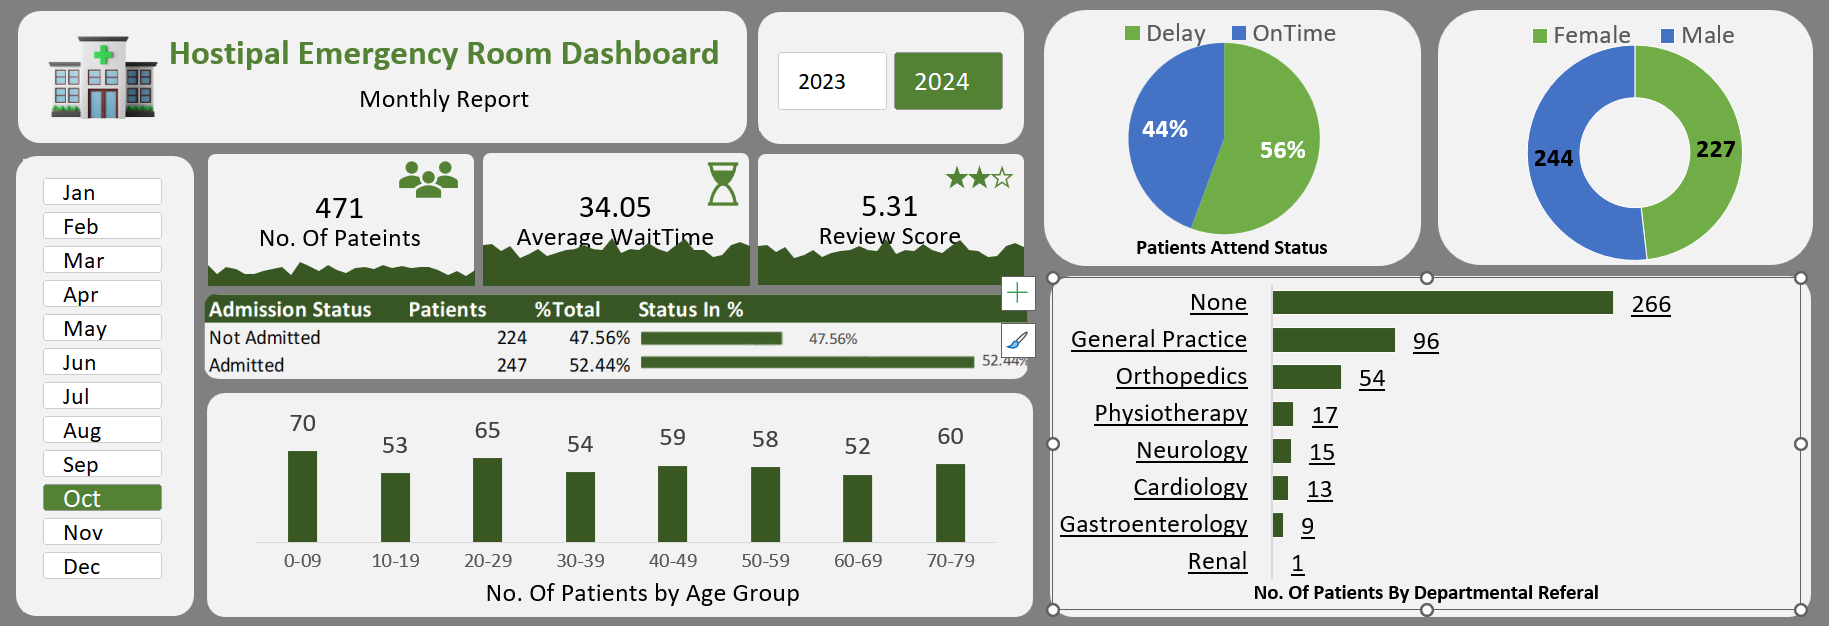 Hostipal Emergency Room Dashboard
Monthly Report
2023
2024
Delay OnTime
44%
56%
Patients Attend Status
Female Male
244
227
Jan
Feb
Mar
Apr
May
Jun
Jul
Aug
Sep
Oct
Nov
Dec
471
No. Of Pateints
34.05
Average WaitTime
5.31
Review Score
Admission Status Patients %Total Status In %
Not Admitted 224 47.56% 47.56%
Admitted 247 52.44% 52.44%
70 53 65 54 59 58 52 60
0-09 10-19 20-29 30-39 40-49 50-59 60-69 70-79
No. Of Patients by Age Group
None 266
General Practice 96
Orthopedics 54
Physiotherapy 17
Neurology 15
Cardiology 13
Gastroenterology 9
Renal 1
No. Of Patients By Departmental Referal